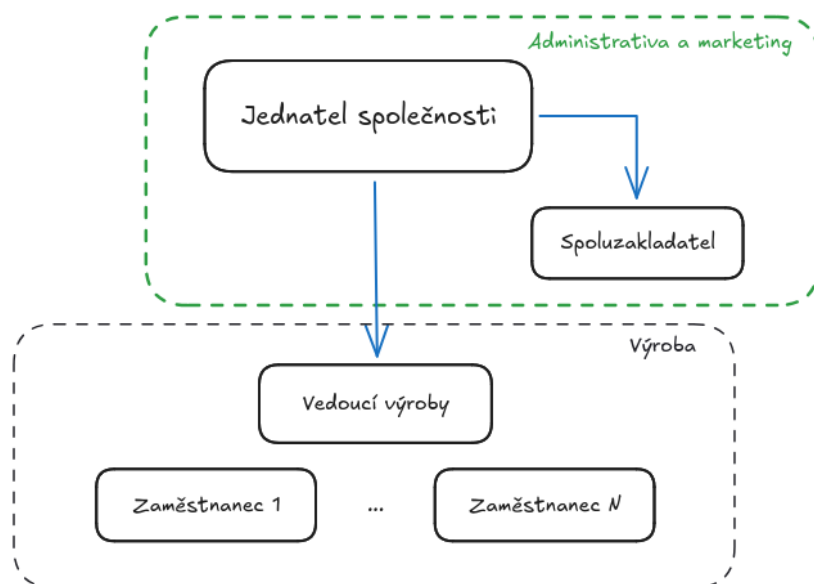 Administrativa a marketing
Jednatel společnosti
Spoluzakladatel
Výroba
Vedoucí výroby
Zaměstnanec 1
...
Zaměstnanec N